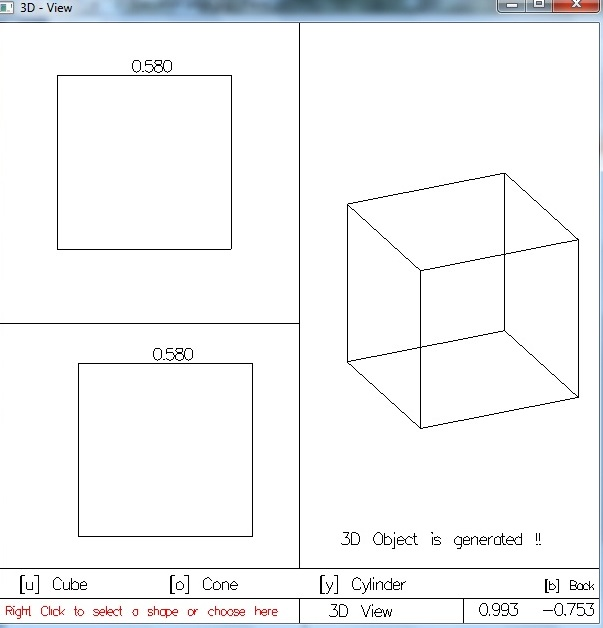 3D - View
0.580
0.580
3D Object is generated !!
[u] Cube [o] Cone [y] Cylinder [b] Back
Right Click to select a shape or choose here 3D View 0.993 -0.753